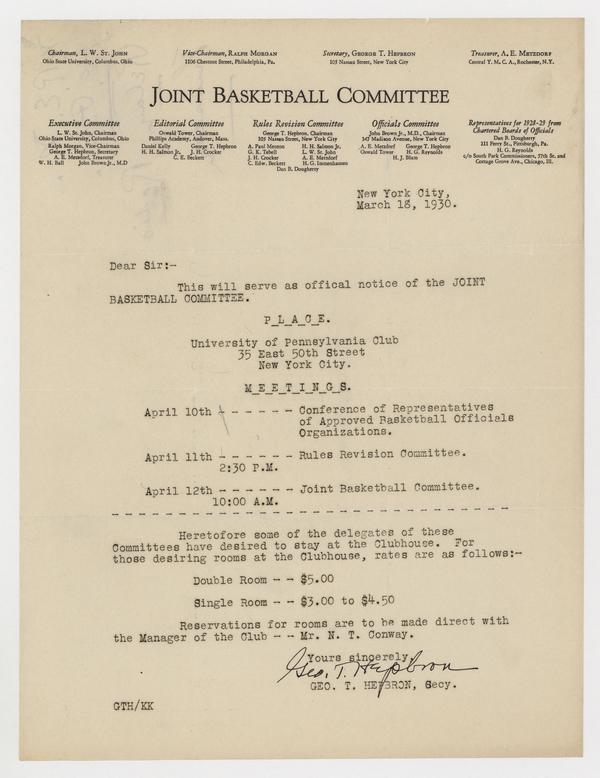 Chairman, L. W. St. John
Ohio State University, Columbus, Ohio
Vice-Chairman, Ralph Morgan
1106 Chestnut Street, Philadelphia, Pa.
Secretary, George T. Hepbron
105 Nassau Street, New York City
Treasurer, A. E. Metzdorf
Central Y. M. C. A., Rochester, N.Y.
Joint Basketball Committee
Executive Committee
L. W. St. John, Chairman
Ohio State University, Columbus, Ohio
Ralph Morgan, Vice-Chairman
George T. Hepbron, Secretary
A. E. Metzdorf, Treasurer
W. H. Ball John Brown Jr., M.D
Editorial Committee
Oswald Tower, Chairman
Phillips Academy, Andover, Mass.
Daniel Kelly George T. Hepbron
H. H. Salmon Jr. J. H. Crocker
C. E. Beckett
Rules Revision Committee
George T. Hepbron, Chairman
105 Nassau Street, New York City
A. Paul Menton H. H. Salmon Jr.
G. K. Tebell L. W. St. John
J. H. Crocker A. E. Metzdorf
C. Edw. Beckett H. G.
Dan B. Dougherty
Officials Committee
John Brown Jr., M.D., Chairman
347 Madison Avenue, New York City
A. E. Metzdorf George T. Hepbron
Oswald Tower H. G. Reynolds
H. J.
Representatives for 1928-29 from
Chartered Boards of Officials
Dan B. Dougherty
111 Ferry St., Pittsburgh, Pa.
H. G. Reynolds
c/o South Park Commissioners, 57th St. and
Cottage Grove Ave., Chicago, Ill.
New York City,
March 18, 1930.
Dear Sir:-
This will serve as offical notice of the JOINT
BASKETBALL COMMITTEE.
P_L_A_C_E.
University of Pennsylvania Club
35 East 50th Street
New York City.
M_E_E_T_I_N_G_S.
April 10th - - - - - - Conference of Representatives
of Approved Basketball Officials
Organizations.
April 11th - - - - - - Rules Revision Committee.
2:30 P.M.
April 12th - - - - - - Joint Basketball Committee.
10:00 A.M.
Heretofore some of the delegates of these
Committees have desired to stay at the Clubhouse. For
those desiring rooms at the Clubhouse, rates are as follows:-
Double Room - - $5.00
Single Room - - $3.00 to $4.50
Reservations for rooms are to be made direct with
the Manager of the Club - - Mr. N. T. Conway.
Yours sincerely,
Geo. T. Hepbron
GEO. T. HEPBRON, Secy.
GTH/KK